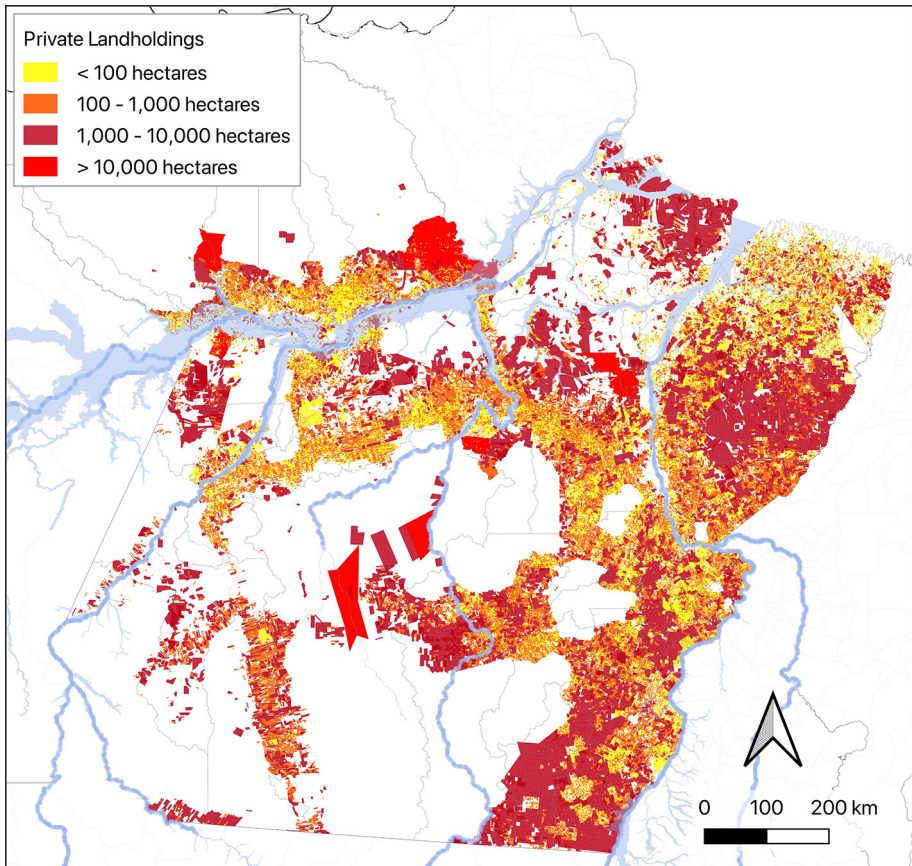 Private Landholdings
< 100 hectares
100 - 1,000 hectares
1,000 - 10,000 hectares
> 10,000 hectares
0 100 200 km